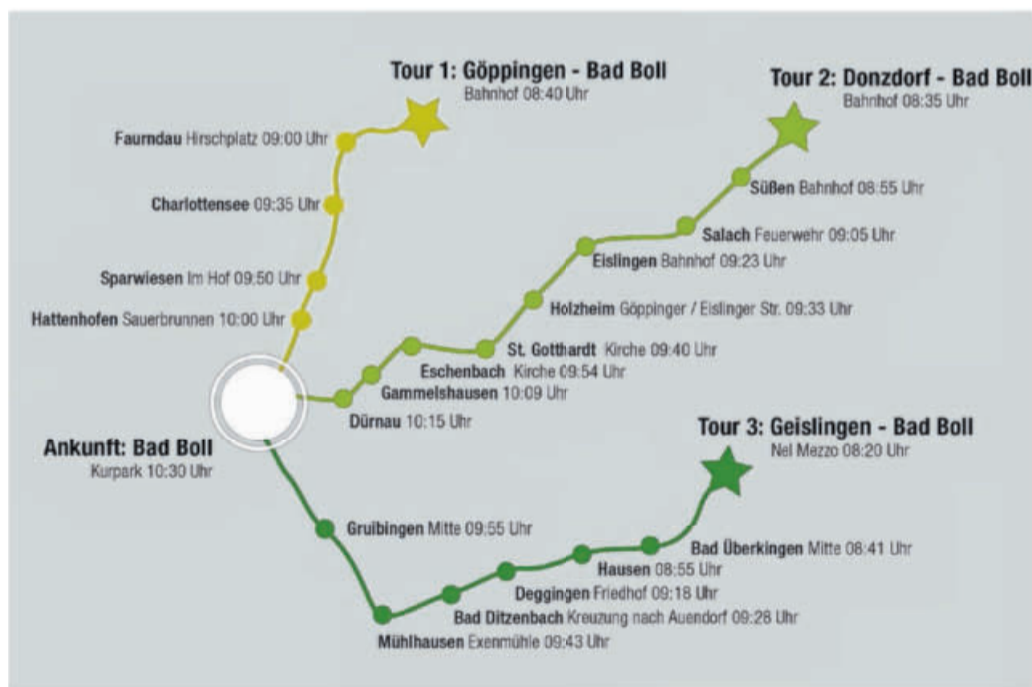 Tour 1: Göppingen - Bad Boll
Bahnhof 08:40 Uhr
Faurndau Hirschplatz 09:00 Uhr
Charlottensee 09:35 Uhr
Sparwiesen Im Hof 09:50 Uhr
Hattenhofen Sauerbrunnen 10:00 Uhr
Tour 2: Donzdorf - Bad Boll
Bahnhof 08:35 Uhr
Süßen Bahnhof 08:55 Uhr
Salach Feuerwehr 09:05 Uhr
Eislingen Bahnhof 09:23 Uhr
Holzheim Göppinger / Eislinger Str. 09:33 Uhr
St. Gotthardt Kirche 09:40 Uhr
Eschenbach Kirche 09:54 Uhr
Gammelshausen 10:09 Uhr
Dürnau 10:15 Uhr
Ankunft: Bad Boll
Kurpark 10:30 Uhr
Tour 3: Geislingen - Bad Boll
Nel Mezzo 08:20 Uhr
Bad Überkingen Mitte 08:41 Uhr
Hausen 08:55 Uhr
Deggingen Friedhof 09:18 Uhr
Bad Ditzenbach Kreuzung nach Auendorf 09:28 Uhr
Mühlhausen Exenmühle 09:43 Uhr
Gruibingen Mitte 09:55 Uhr